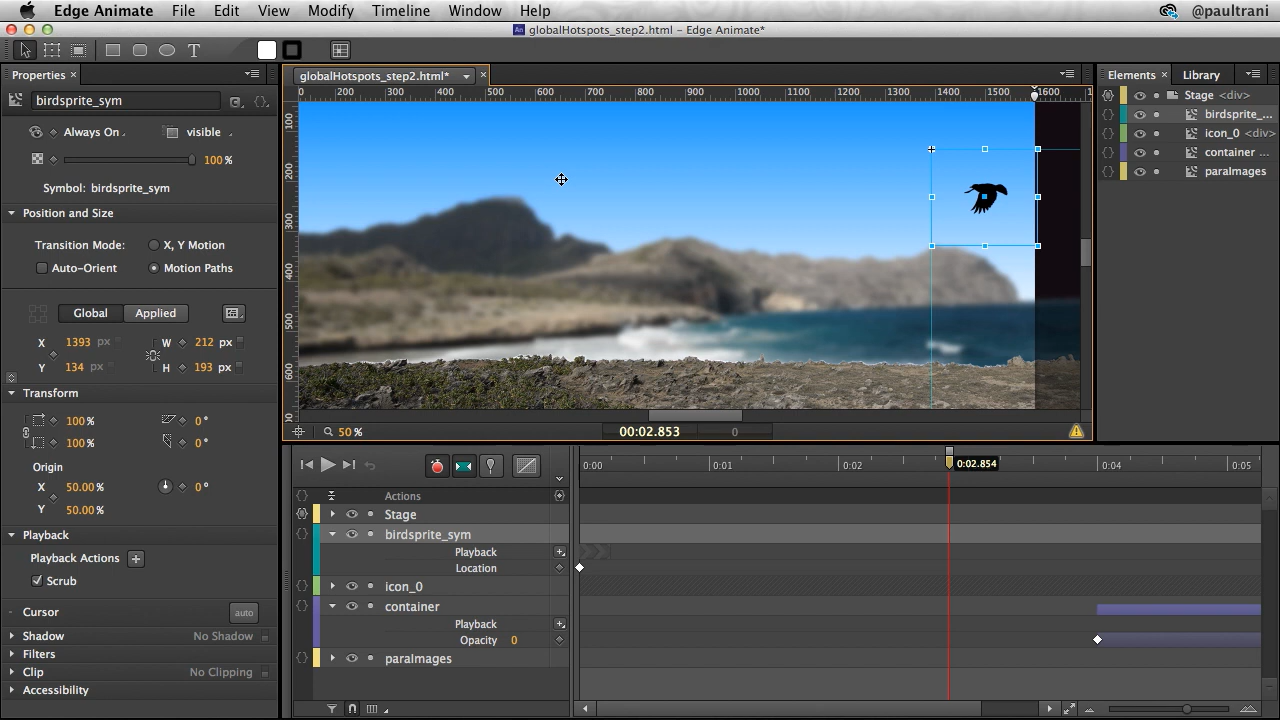 Edge Animate File Edit View Modify Timeline Window Help @paultrani
globalHotspots_step2.html – Edge Animate*
T
Properties ×
globalHotspots_step2.html* ×
Elements × Library
birdsprite_sym
0 200 300 400 500 600 700 800 900 1000 1100 1200 1300 1400 1500 1600
100
200
300
400
500
600
Always On
visible
100 %
Symbol: birdsprite_sym
Position and Size
Transition Mode: X, Y Motion
Auto-Orient Motion Paths
Global Applied
X 1393 px W 212 px
Y 134 px H 193 px
Transform
100 % 0 °
100 % 0 °
Origin
X 50.00 % 0 °
Y 50.00 %
Playback
Playback Actions +
Scrub
Cursor auto
Shadow No Shadow
Filters
Clip No Clipping
Accessibility
Stage <div>
birdsprite_...
icon_0 <div>
container ...
paraImages
50 % 00:02.853 0
0:00 0:01 0:02 0:02.854 0:04 0:05
Actions
Stage
birdsprite_sym
Playback
Location
icon_0
container
Playback
Opacity 0
paraImages